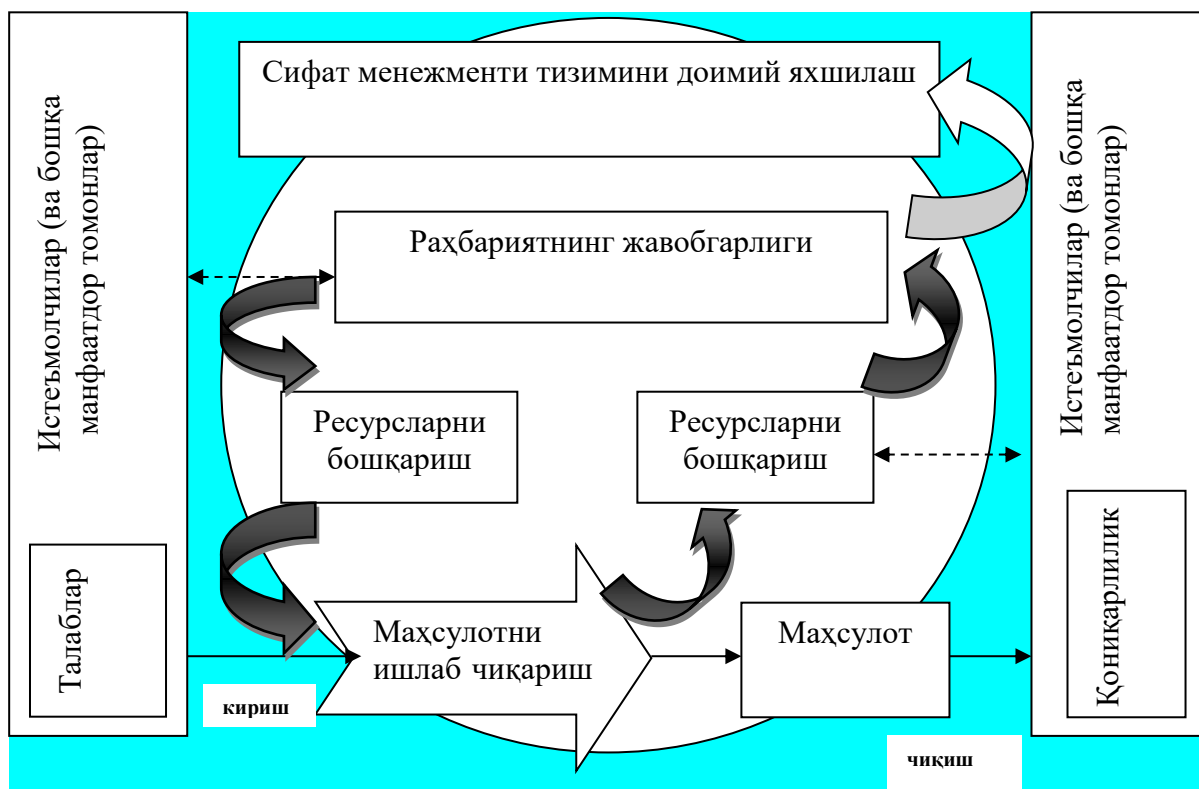 Истеъмолчилар (ва бошқа
манфаатдор томонлар)
Талаблар
Сифат менежменти тизимини доимий яхшилаш
Раҳбариятнинг жавобгарлиги
Ресурсларни
бошқариш
Ресурсларни
бошқариш
Маҳсулотни
ишлаб чиқариш
Маҳсулот
кириш
чиқиш
Истеъмолчилар (ва бошка
манфаатдор томонлар)
Қониқарлилик